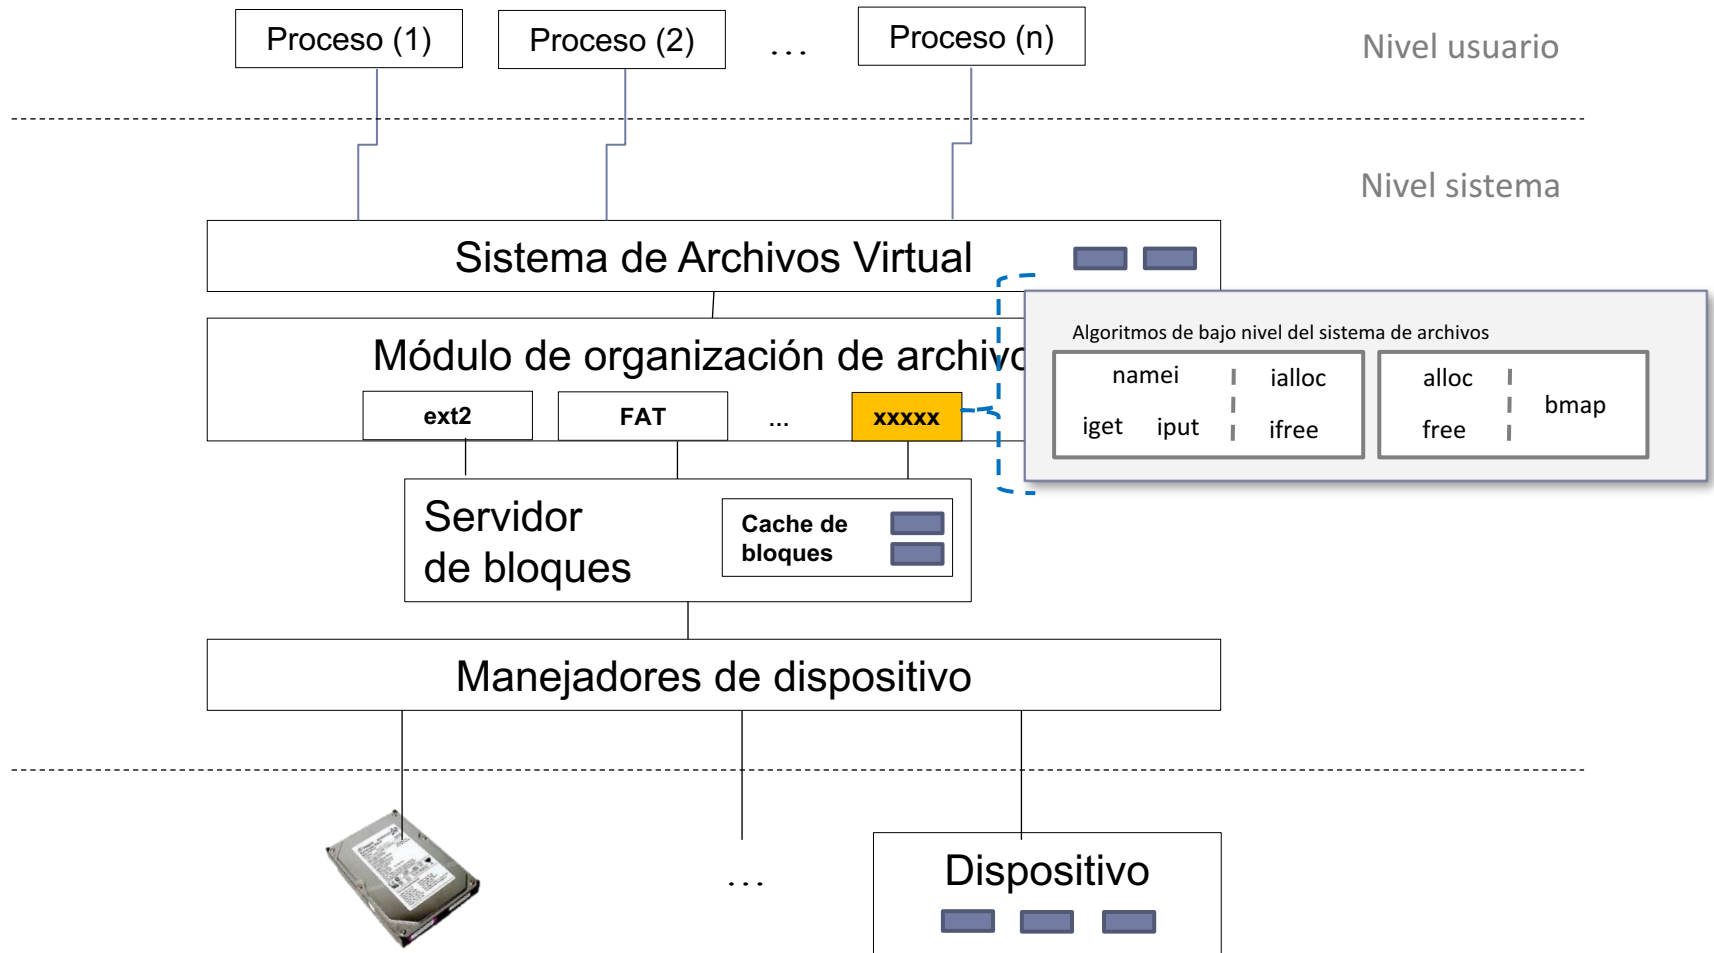 Proceso (1)
Proceso (2)
...
Proceso (n)
Nivel usuario
Nivel sistema
Sistema de Archivos Virtual
Módulo de organización de archivo
Algoritmos de bajo nivel del sistema de archivos
namei
ialloc
iget
iput
ifree
alloc
free
bmap
ext2
FAT
...
xxxxx
Servidor
de bloques
Cache de
bloques
Manejadores de dispositivo
...
Dispositivo